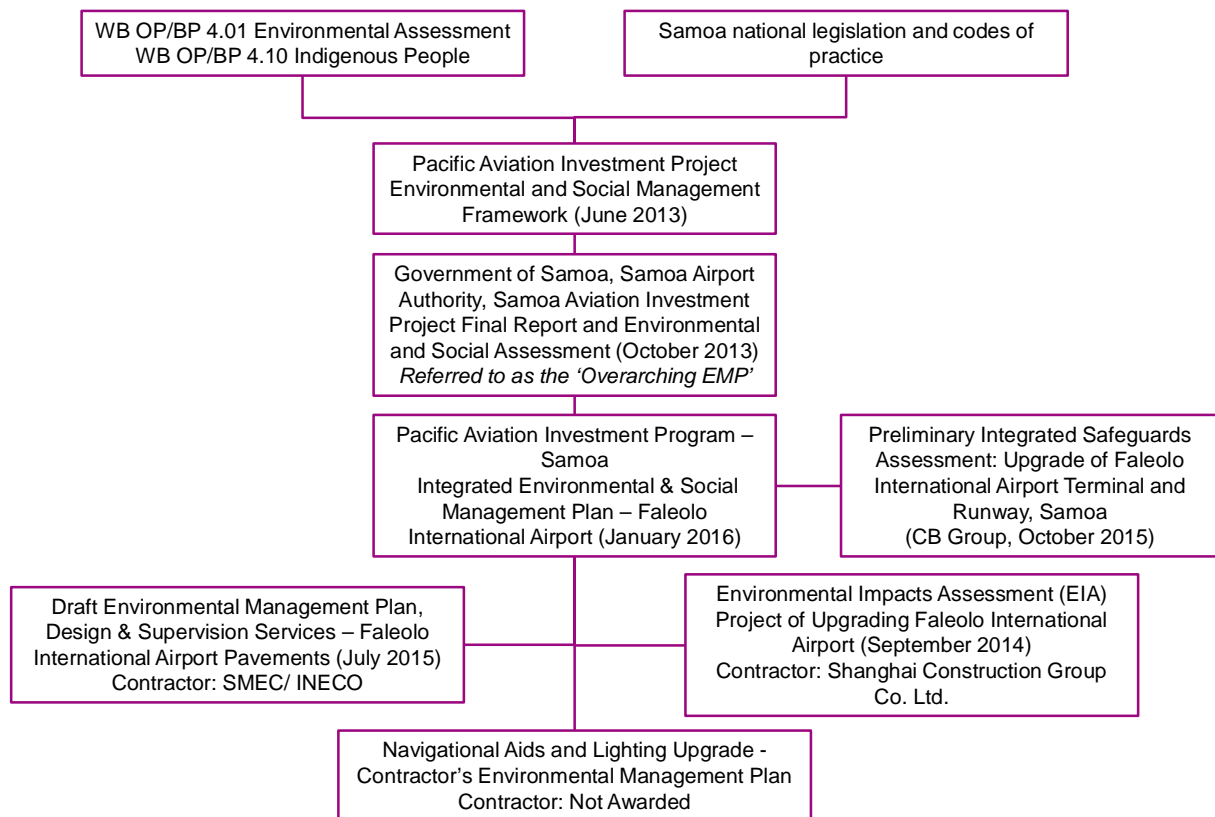 WB OP/BP 4.01 Environmental Assessment
WB OP/BP 4.10 Indigenous People
Samoa national legislation and codes of
practice
Pacific Aviation Investment Project
Environmental and Social Management
Framework (June 2013)
Government of Samoa, Samoa Airport
Authority, Samoa Aviation Investment
Project Final Report and Environmental
and Social Assessment (October 2013)
Referred to as the ‘Overarching EMP’
Pacific Aviation Investment Program –
Samoa
Integrated Environmental & Social
Management Plan – Faleolo
International Airport (January 2016)
Preliminary Integrated Safeguards
Assessment: Upgrade of Faleolo
International Airport Terminal and
Runway, Samoa
(CB Group, October 2015)
Draft Environmental Management Plan,
Design & Supervision Services – Faleolo
International Airport Pavements (July 2015)
Contractor: SMEC/ INECO
Environmental Impacts Assessment (EIA)
Project of Upgrading Faleolo International
Airport (September 2014)
Contractor: Shanghai Construction Group
Co. Ltd.
Navigational Aids and Lighting Upgrade -
Contractor’s Environmental Management Plan
Contractor: Not Awarded